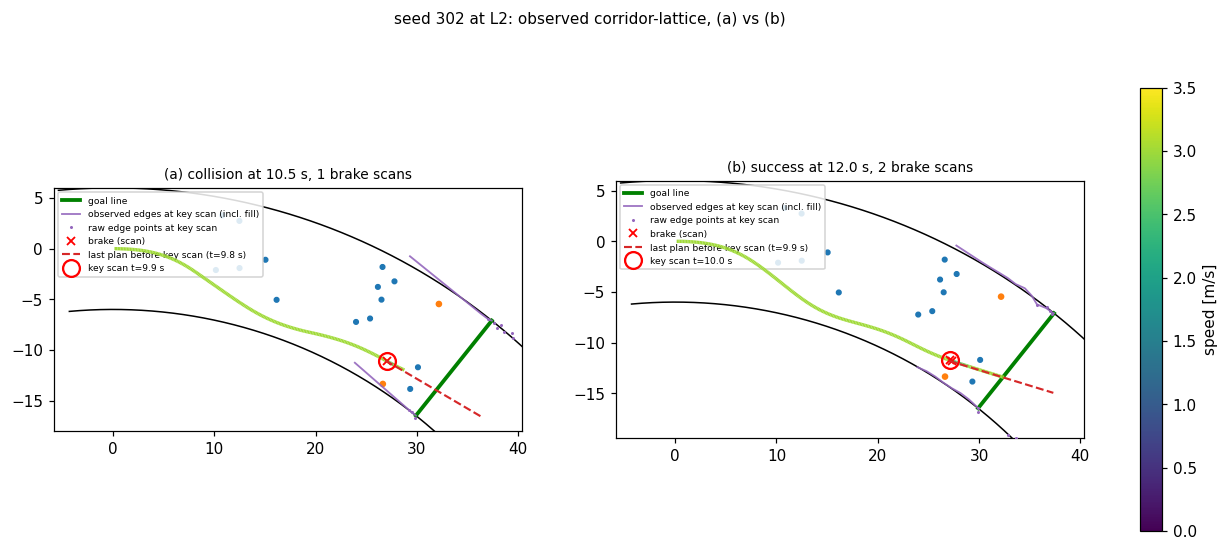 seed 302 at L2: observed corridor-lattice, (a) vs (b)
(a) collision at 10.5 s, 1 brake scans
goal line
observed edges at key scan (incl. fill)
raw edge points at key scan
brake (scan)
last plan before key scan (t=9.8 s)
key scan t=9.9 s
5
0
−5
−10
−15
0
10
20
30
40
(b) success at 12.0 s, 2 brake scans
goal line
observed edges at key scan (incl. fill)
raw edge points at key scan
brake (scan)
last plan before key scan (t=9.9 s)
key scan t=10.0 s
5
0
−5
−10
−15
0
10
20
30
40
3.5
3.0
2.5
2.0
1.5
1.0
0.5
0.0
speed [m/s]